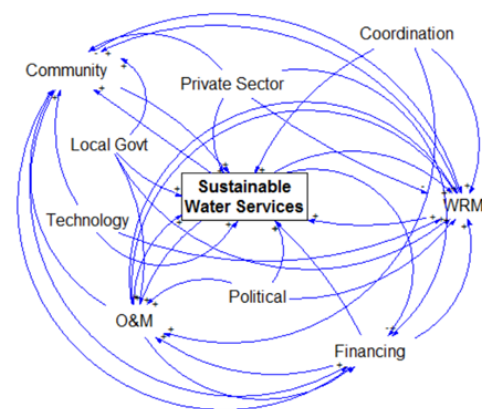 Coordination
Community
Private Sector
Local Govt
Sustainable
Water Services
WRM
Technology
Political
O&M
Financing